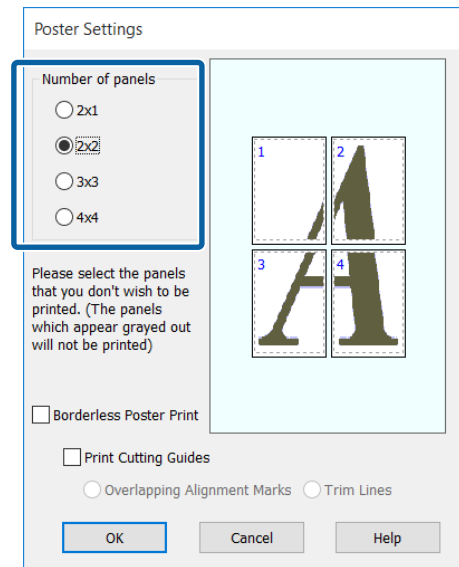 Poster Settings
Number of panels
2x1
2x2
3x3
4x4
1
2
3
4
Please select the panels
that you don't wish to be
printed. (The panels
which appear grayed out
will not be printed)
Borderless Poster Print
Print Cutting Guides
Overlapping Alignment Marks
Trim Lines
OK
Cancel
Help